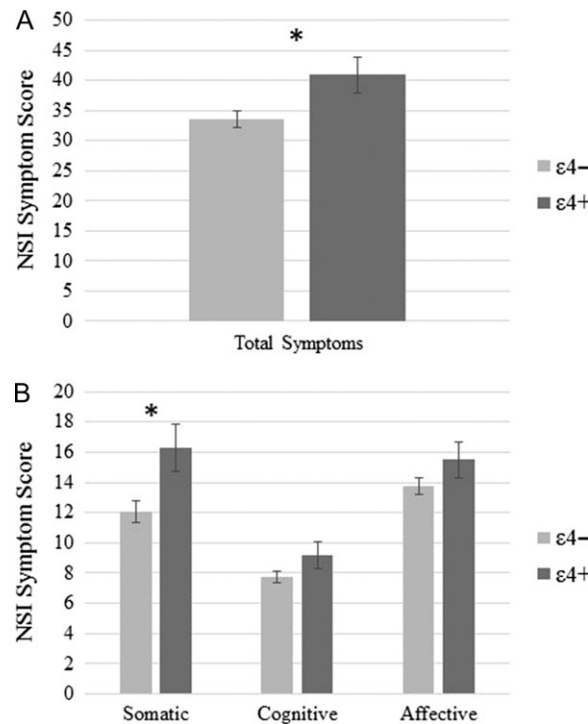 A
NSI Symptom Score
50
45
40
35
30
25
20
15
10
5
0
*
Total Symptoms
ε4−
ε4+
B
NSI Symptom Score
20
18
16
14
12
10
8
6
4
2
0
*
Somatic Cognitive Affective
ε4−
ε4+